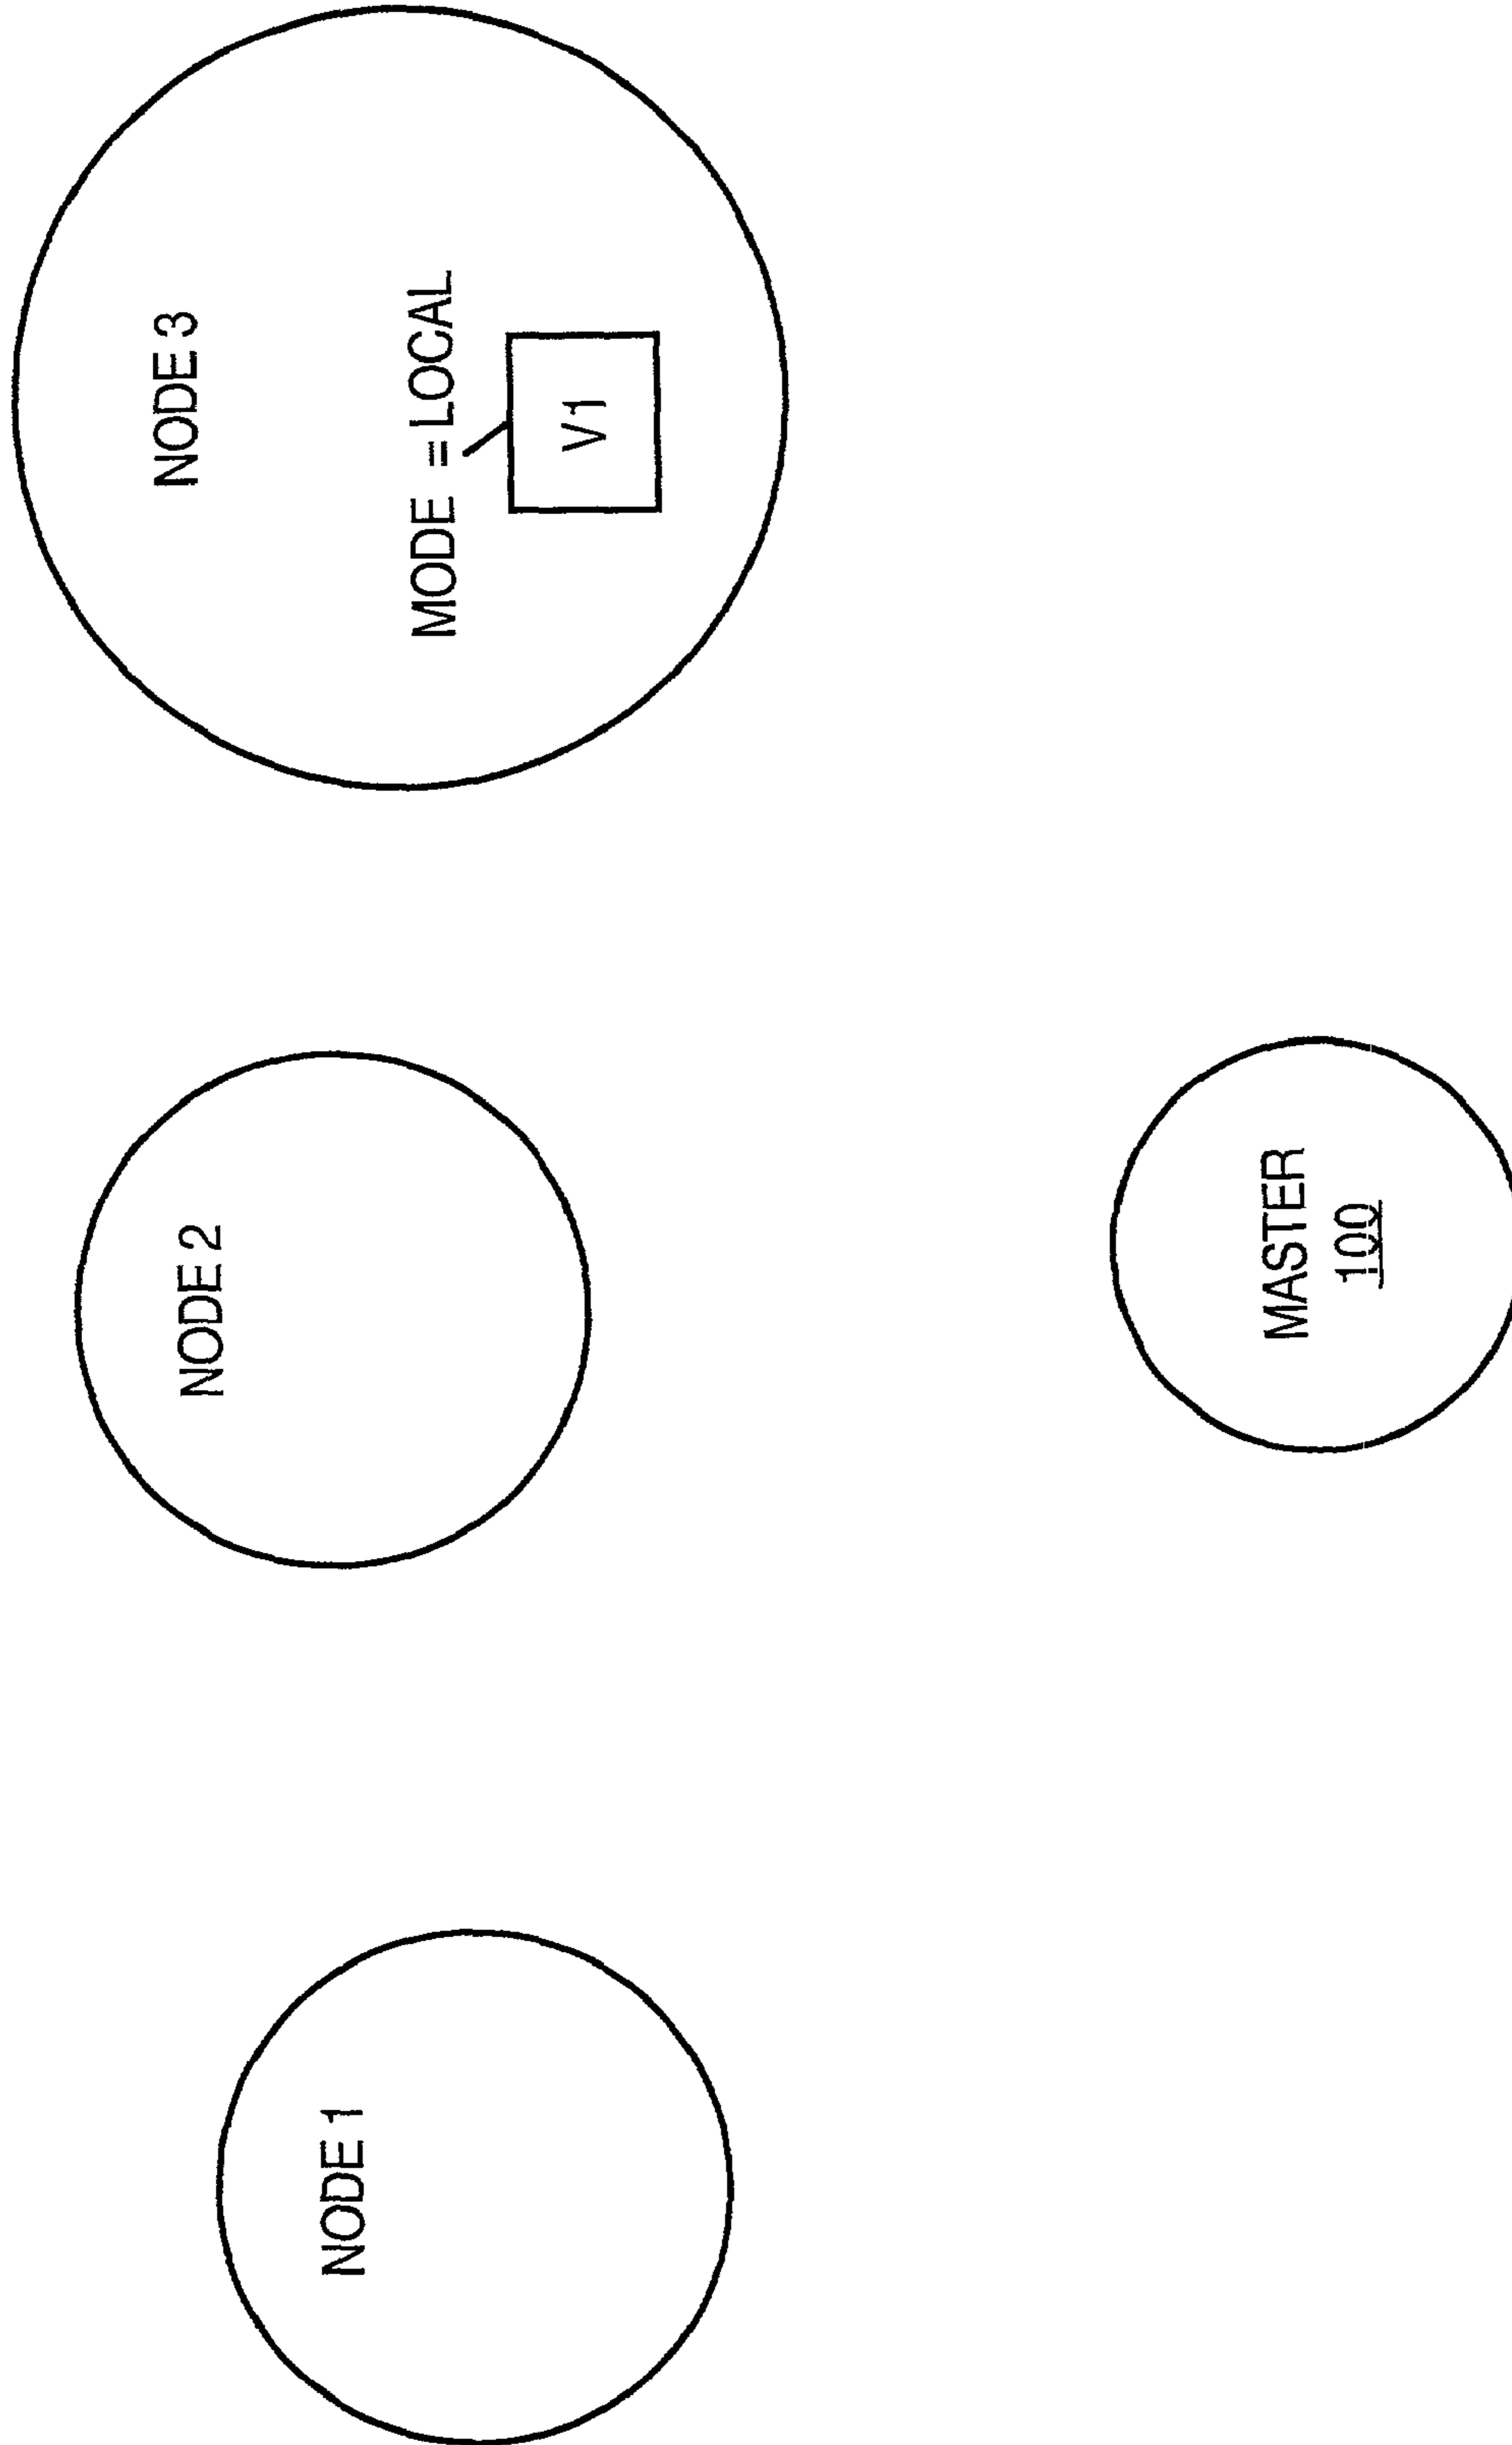 NODE 1
NODE 2
NODE 3
MODE = LOCAL
V1
MASTER
100